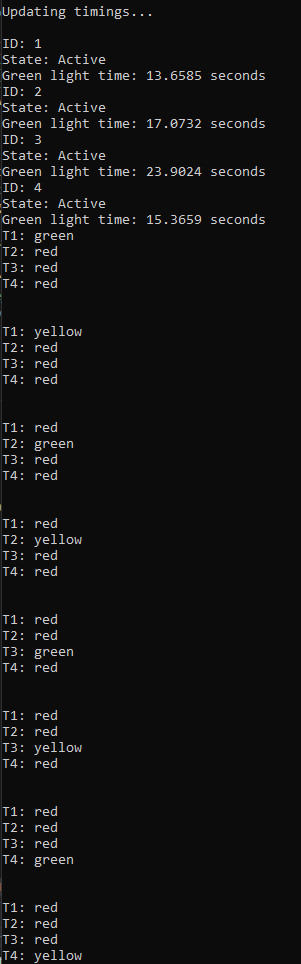 Updating timings...
ID: 1
State: Active
Green light time: 13.6585 seconds
ID: 2
State: Active
Green light time: 17.0732 seconds
ID: 3
State: Active
Green light time: 23.9024 seconds
ID: 4
State: Active
Green light time: 15.3659 seconds
T1: green
T2: red
T3: red
T4: red
T1: yellow
T2: red
T3: red
T4: red
T1: red
T2: green
T3: red
T4: red
T1: red
T2: yellow
T3: red
T4: red
T1: red
T2: red
T3: green
T4: red
T1: red
T2: red
T3: yellow
T4: red
T1: red
T2: red
T3: red
T4: green
T1: red
T2: red
T3: red
T4: yellow